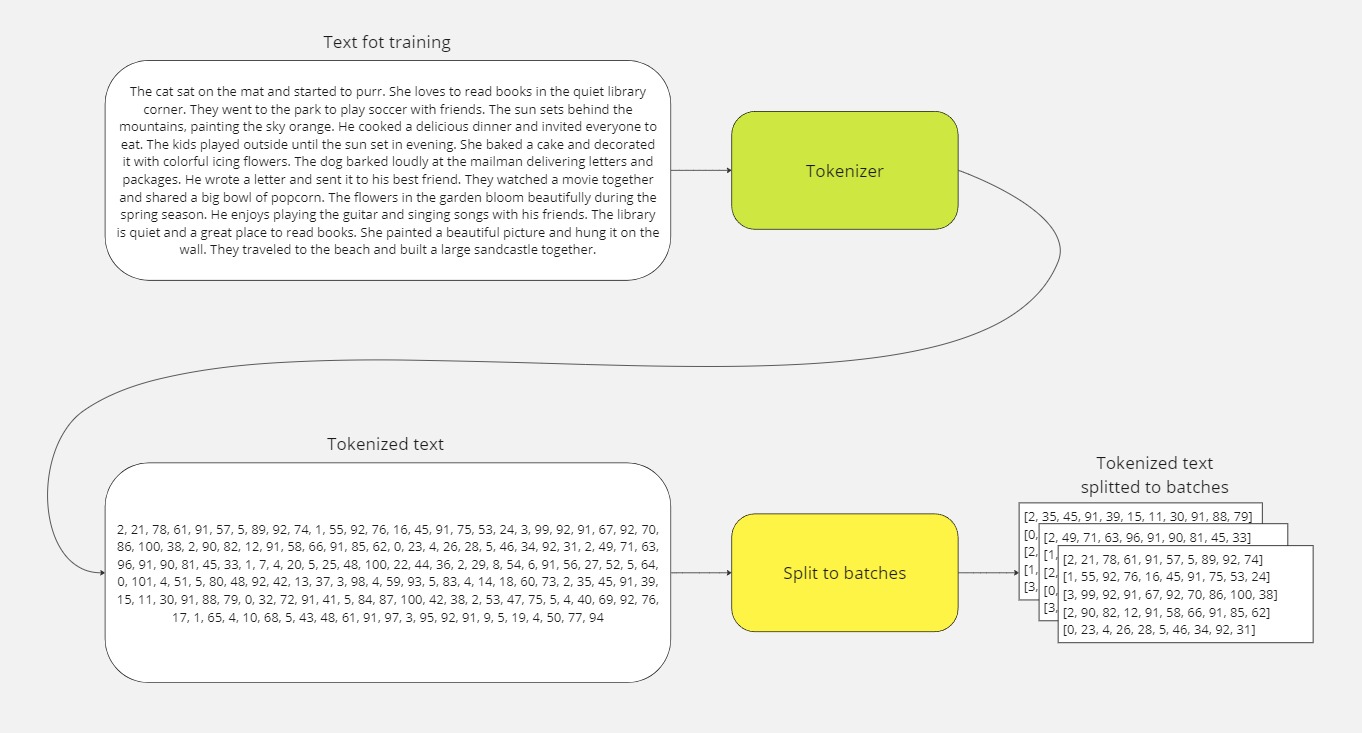 Text fot training
The cat sat on the mat and started to purr. She loves to read books in the quiet library
corner. They went to the park to play soccer with friends. The sun sets behind the
mountains, painting the sky orange. He cooked a delicious dinner and invited everyone to
eat. The kids played outside until the sun set in evening. She baked a cake and decorated
it with colorful icing flowers. The dog barked loudly at the mailman delivering letters and
packages. He wrote a letter and sent it to his best friend. They watched a movie together
and shared a big bowl of popcorn. The flowers in the garden bloom beautifully during the
spring season. He enjoys playing the guitar and singing songs with his friends. The library
is quiet and a great place to read books. She painted a beautiful picture and hung it on the
wall. They traveled to the beach and built a large sandcastle together.
Tokenizer
Tokenized text
2, 21, 78, 61, 91, 57, 5, 89, 92, 74, 1, 55, 92, 76, 16, 45, 91, 75, 53, 24, 3, 99, 92, 91, 67, 92, 70,
86, 100, 38, 2, 90, 82, 12, 91, 58, 66, 91, 85, 62, 0, 23, 4, 26, 28, 5, 46, 34, 92, 31, 2, 49, 71, 63,
96, 91, 90, 81, 45, 33, 1, 7, 4, 20, 5, 25, 48, 100, 22, 44, 36, 2, 29, 8, 54, 6, 91, 56, 27, 52, 5, 64,
0, 101, 4, 51, 5, 80, 48, 92, 42, 13, 37, 3, 98, 4, 59, 93, 5, 83, 4, 14, 18, 60, 73, 2, 35, 45, 91, 39,
15, 11, 30, 91, 88, 79, 0, 32, 72, 91, 41, 5, 84, 87, 100, 42, 38, 2, 53, 47, 75, 5, 4, 40, 69, 92, 76,
17, 1, 65, 4, 10, 68, 5, 43, 48, 61, 91, 97, 3, 95, 92, 91, 9, 5, 19, 4, 50, 77, 94
Split to batches
Tokenized text
splitted to batches
[2, 35, 45, 91, 39, 15, 11, 30, 91, 88, 79]
[0,
[2,
[1,
[3,
[2, 49, 71, 63, 96, 91, 90, 81, 45, 33]
[1,
[2,
[0,
[3,
[2, 21, 78, 61, 91, 57, 5, 89, 92, 74]
[1, 55, 92, 76, 16, 45, 91, 75, 53, 24]
[3, 99, 92, 91, 67, 92, 70, 86, 100, 38]
[2, 90, 82, 12, 91, 58, 66, 91, 85, 62]
[0, 23, 4, 26, 28, 5, 46, 34, 92, 31]